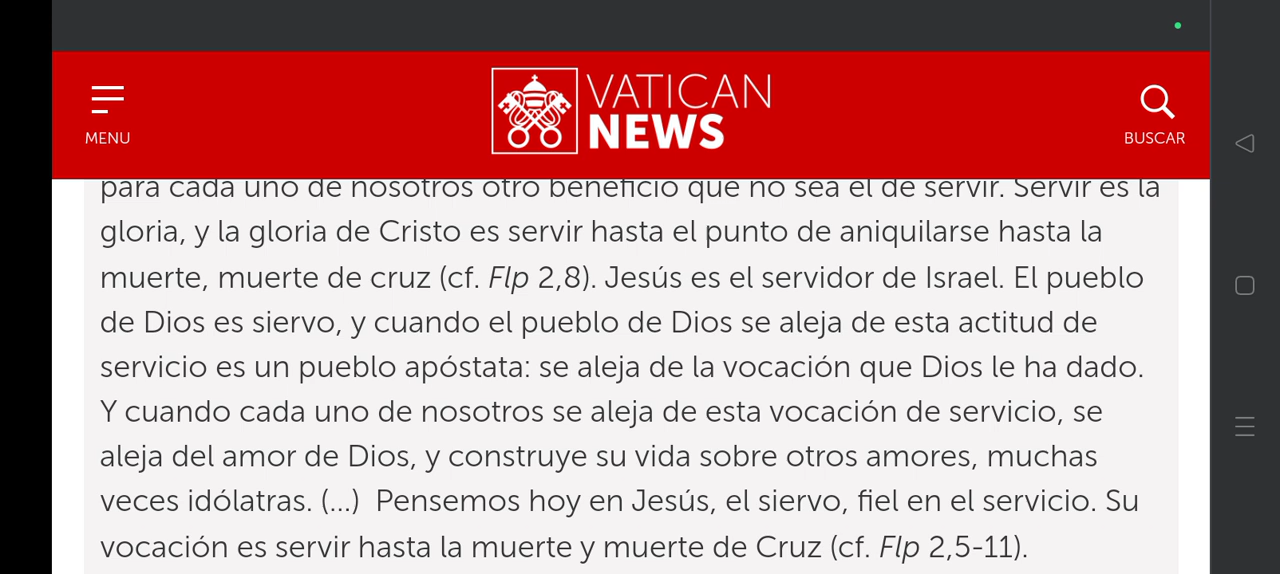 VATICAN
NEWS
MENU
BUSCAR
para cada uno de nosotros otro beneficio que no sea el de servir. Servir es la
gloria, y la gloria de Cristo es servir hasta el punto de aniquilarse hasta la
muerte, muerte de cruz (cf. Flp 2,8). Jesús es el servidor de Israel. El pueblo
de Dios es siervo, y cuando el pueblo de Dios se aleja de esta actitud de
servicio es un pueblo apóstata: se aleja de la vocación que Dios le ha dado.
Y cuando cada uno de nosotros se aleja de esta vocación de servicio, se
aleja del amor de Dios, y construye su vida sobre otros amores, muchas
veces idólatras. (...)  Pensemos hoy en Jesús, el siervo, fiel en el servicio. Su
vocación es servir hasta la muerte y muerte de Cruz (cf. Flp 2,5-11).